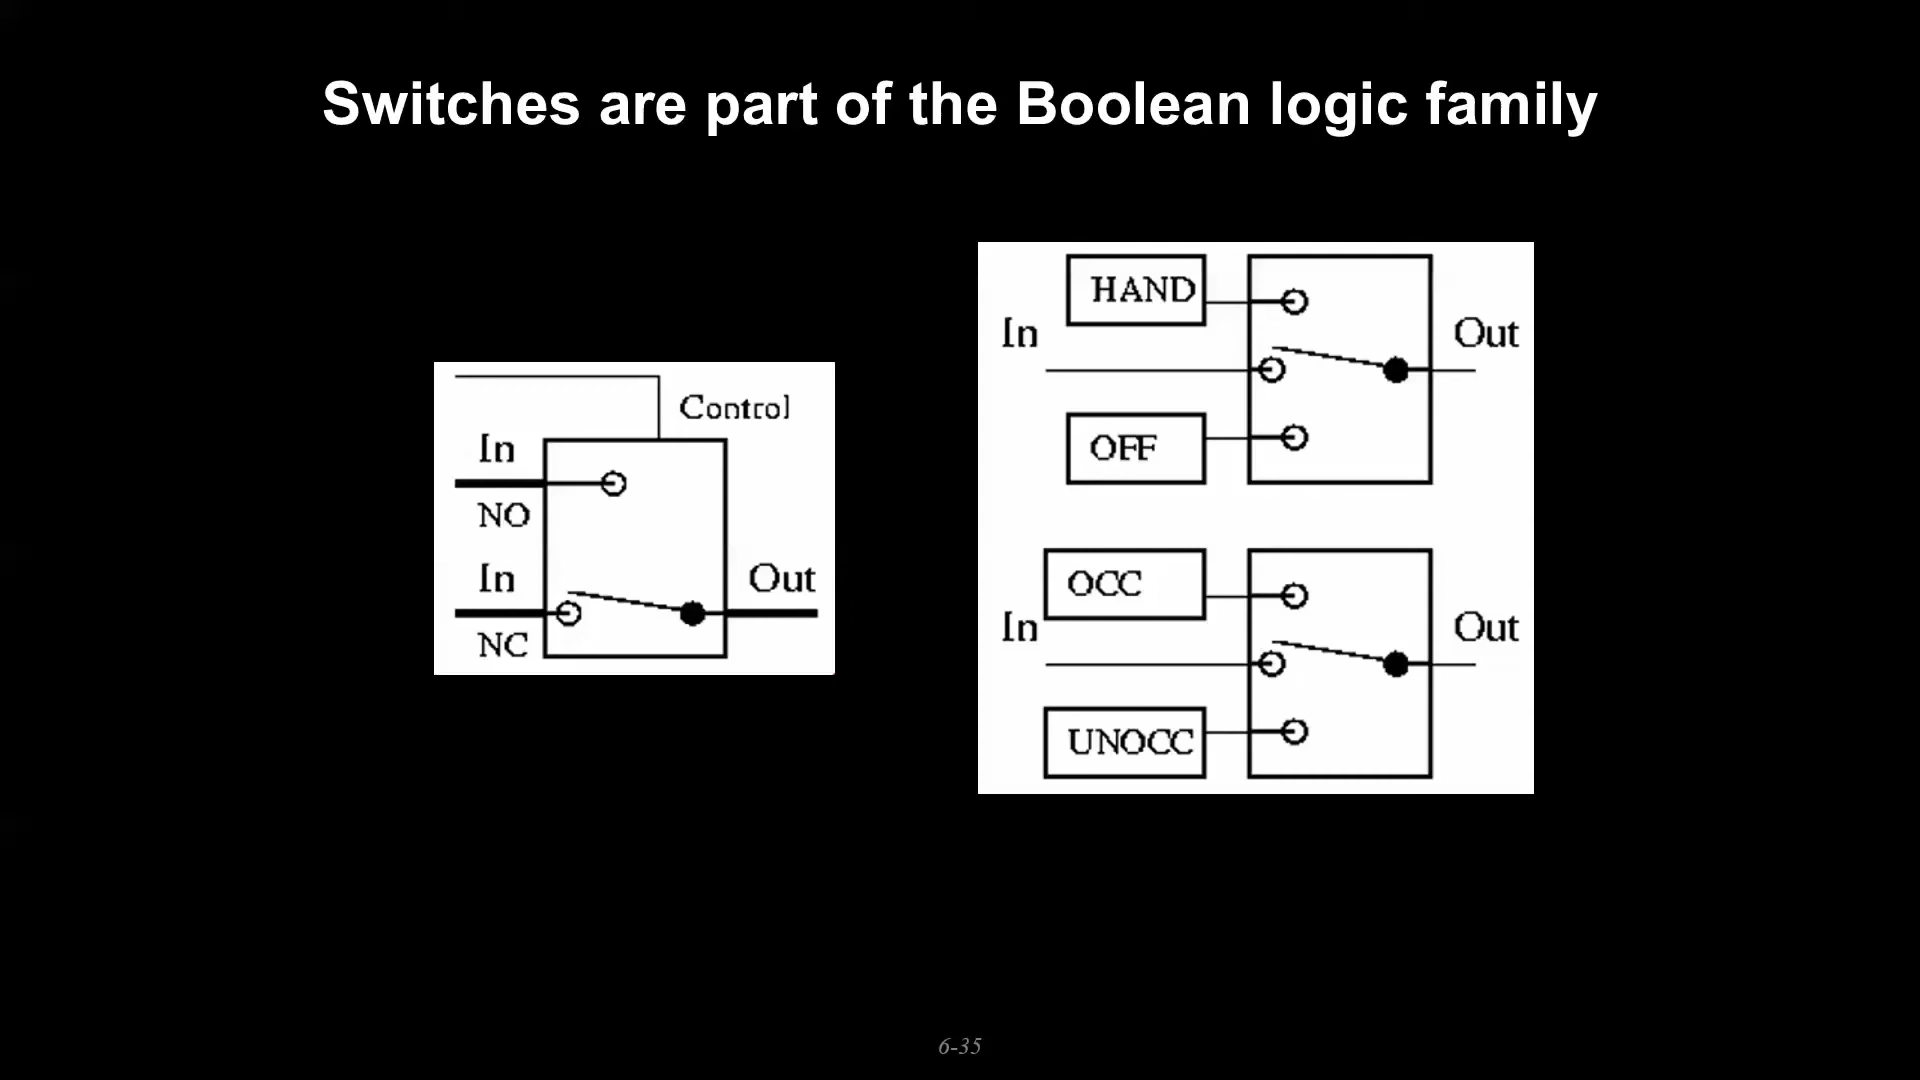 Switches are part of the Boolean logic family
Control
In
NO
In
Out
NC
HAND
In
Out
OFF
OCC
In
Out
UNOCC
6-35